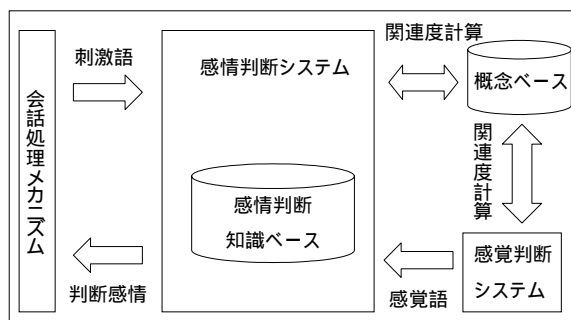 会話処理メカニズム
刺激語
判断感情
感情判断システム
感情判断
知識ベース
関連度計算
概念ベース
関連度計算
感覚判断
システム
感覚語